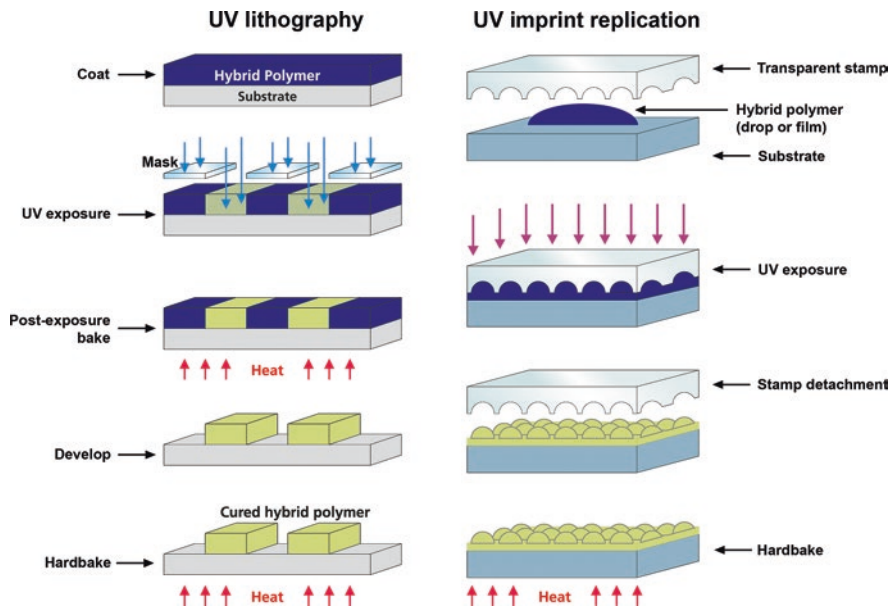 UV lithography
Coat
Hybrid Polymer
Substrate
Mask
UV exposure
Post-exposure
bake
Heat
Develop
Cured hybrid polymer
Hardbake
Heat
UV imprint replication
Transparent stamp
Hybrid polymer
(drop or film)
Substrate
UV exposure
Stamp detachment
Hardbake
Heat